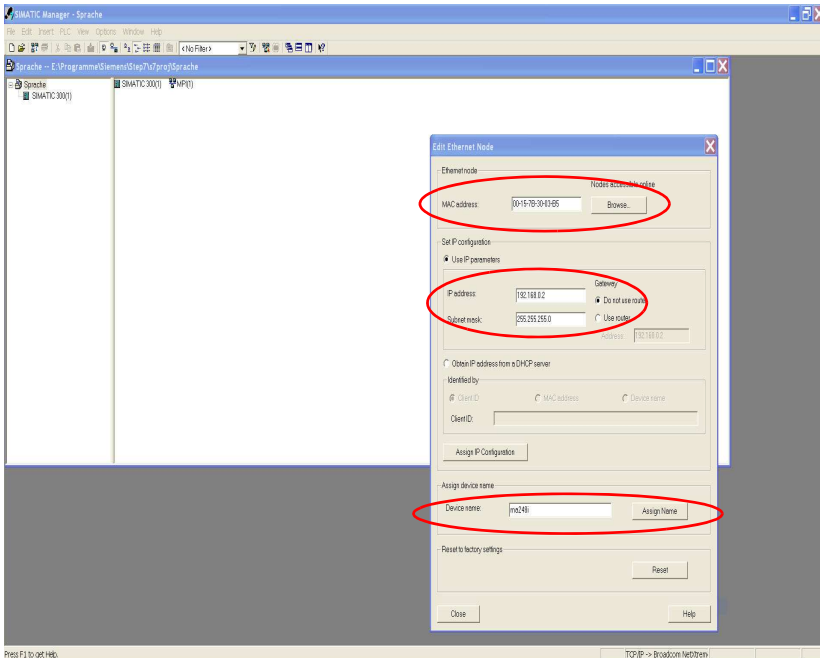 SIMATIC Manager - Sprache
File Edit Insert PLC View Options Window Help
< No Filter >
Sprache -- E:\Programme\Siemens\Step7\s7proj\Sprache
Sprache
SIMATIC 300(1)
SIMATIC 300(1) MPI(1)
Edit Ethernet Node
Ethernet node
Nodes accessible online
MAC address: 00-15-7B-30-03-B5 Browse...
Set IP configuration
Use IP parameters
Gateway
IP address: 192.168.0.2 Do not use router
Subnet mask: 255.255.255.0 Use router
Address: 192.168.0.2
Obtain IP address from a DHCP server
Identified by
Client ID MAC address Device name
Client ID:
Assign IP Configuration
Assign device name
Device name: Assign Name
Reset to factory settings
Reset
Close Help
Press F1 to get Help.
TCP/IP -> Broadcom NetXtrem